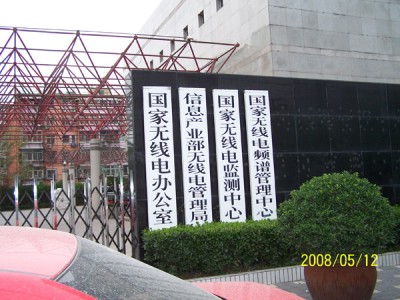 国家无线电办公室
信息产业部无线电管理局
国家无线电监测中心
国家无线电频谱管理中心
2008/05/12